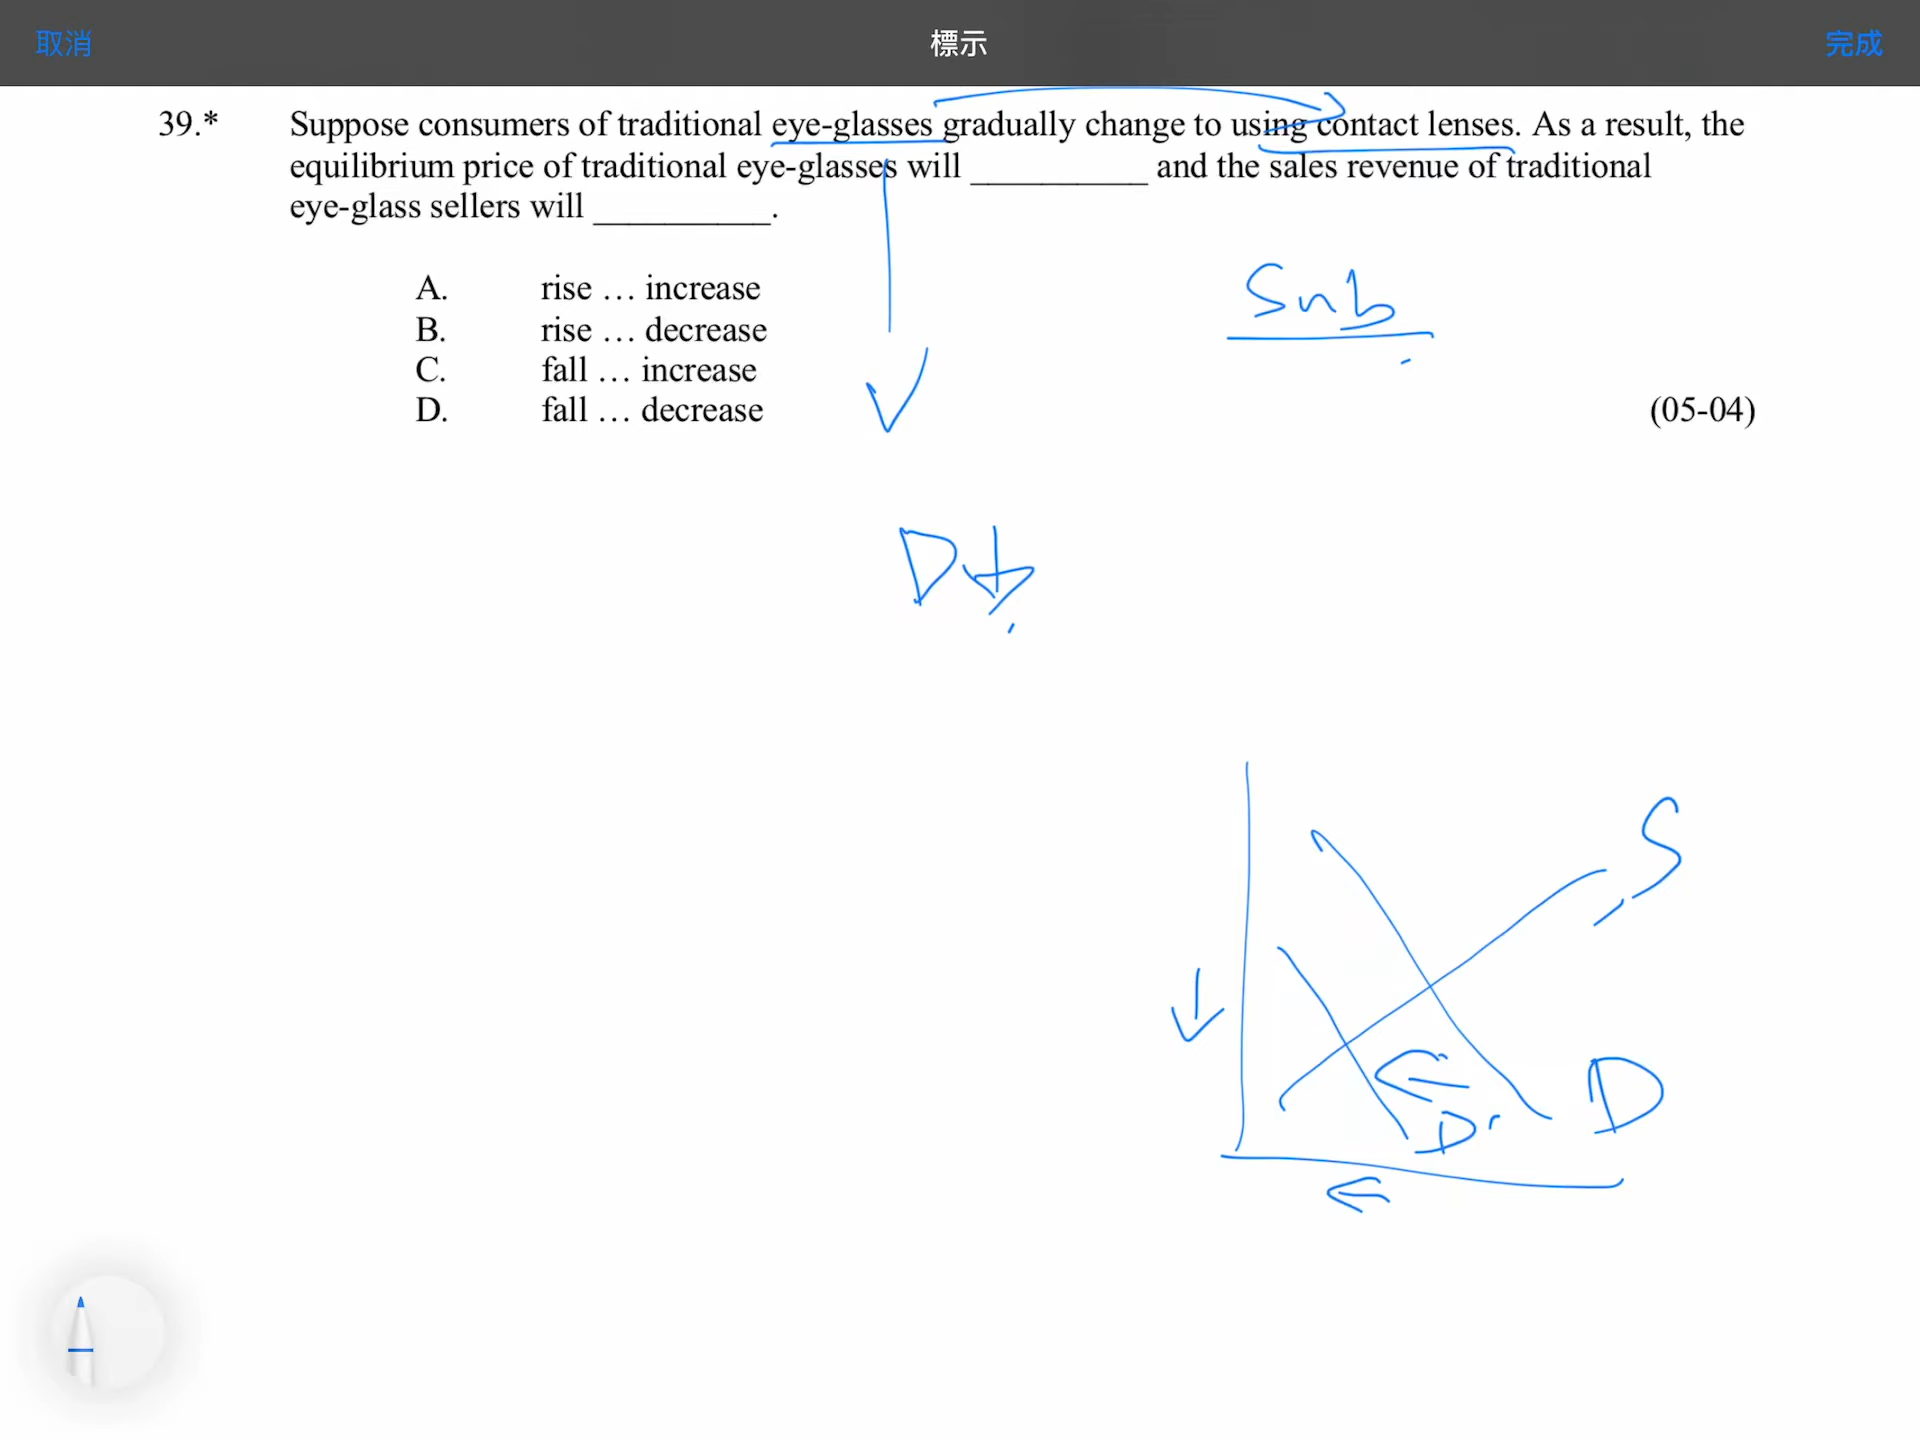 取消
標示
完成
39.* Suppose consumers of traditional eye-glasses gradually change to using contact lenses. As a result, the
equilibrium price of traditional eye-glasses will __________ and the sales revenue of traditional
eye-glass sellers will __________.
A. rise … increase
B. rise … decrease
C. fall … increase
D. fall … decrease
(05-04)
Sub
D↓
S
D
D'